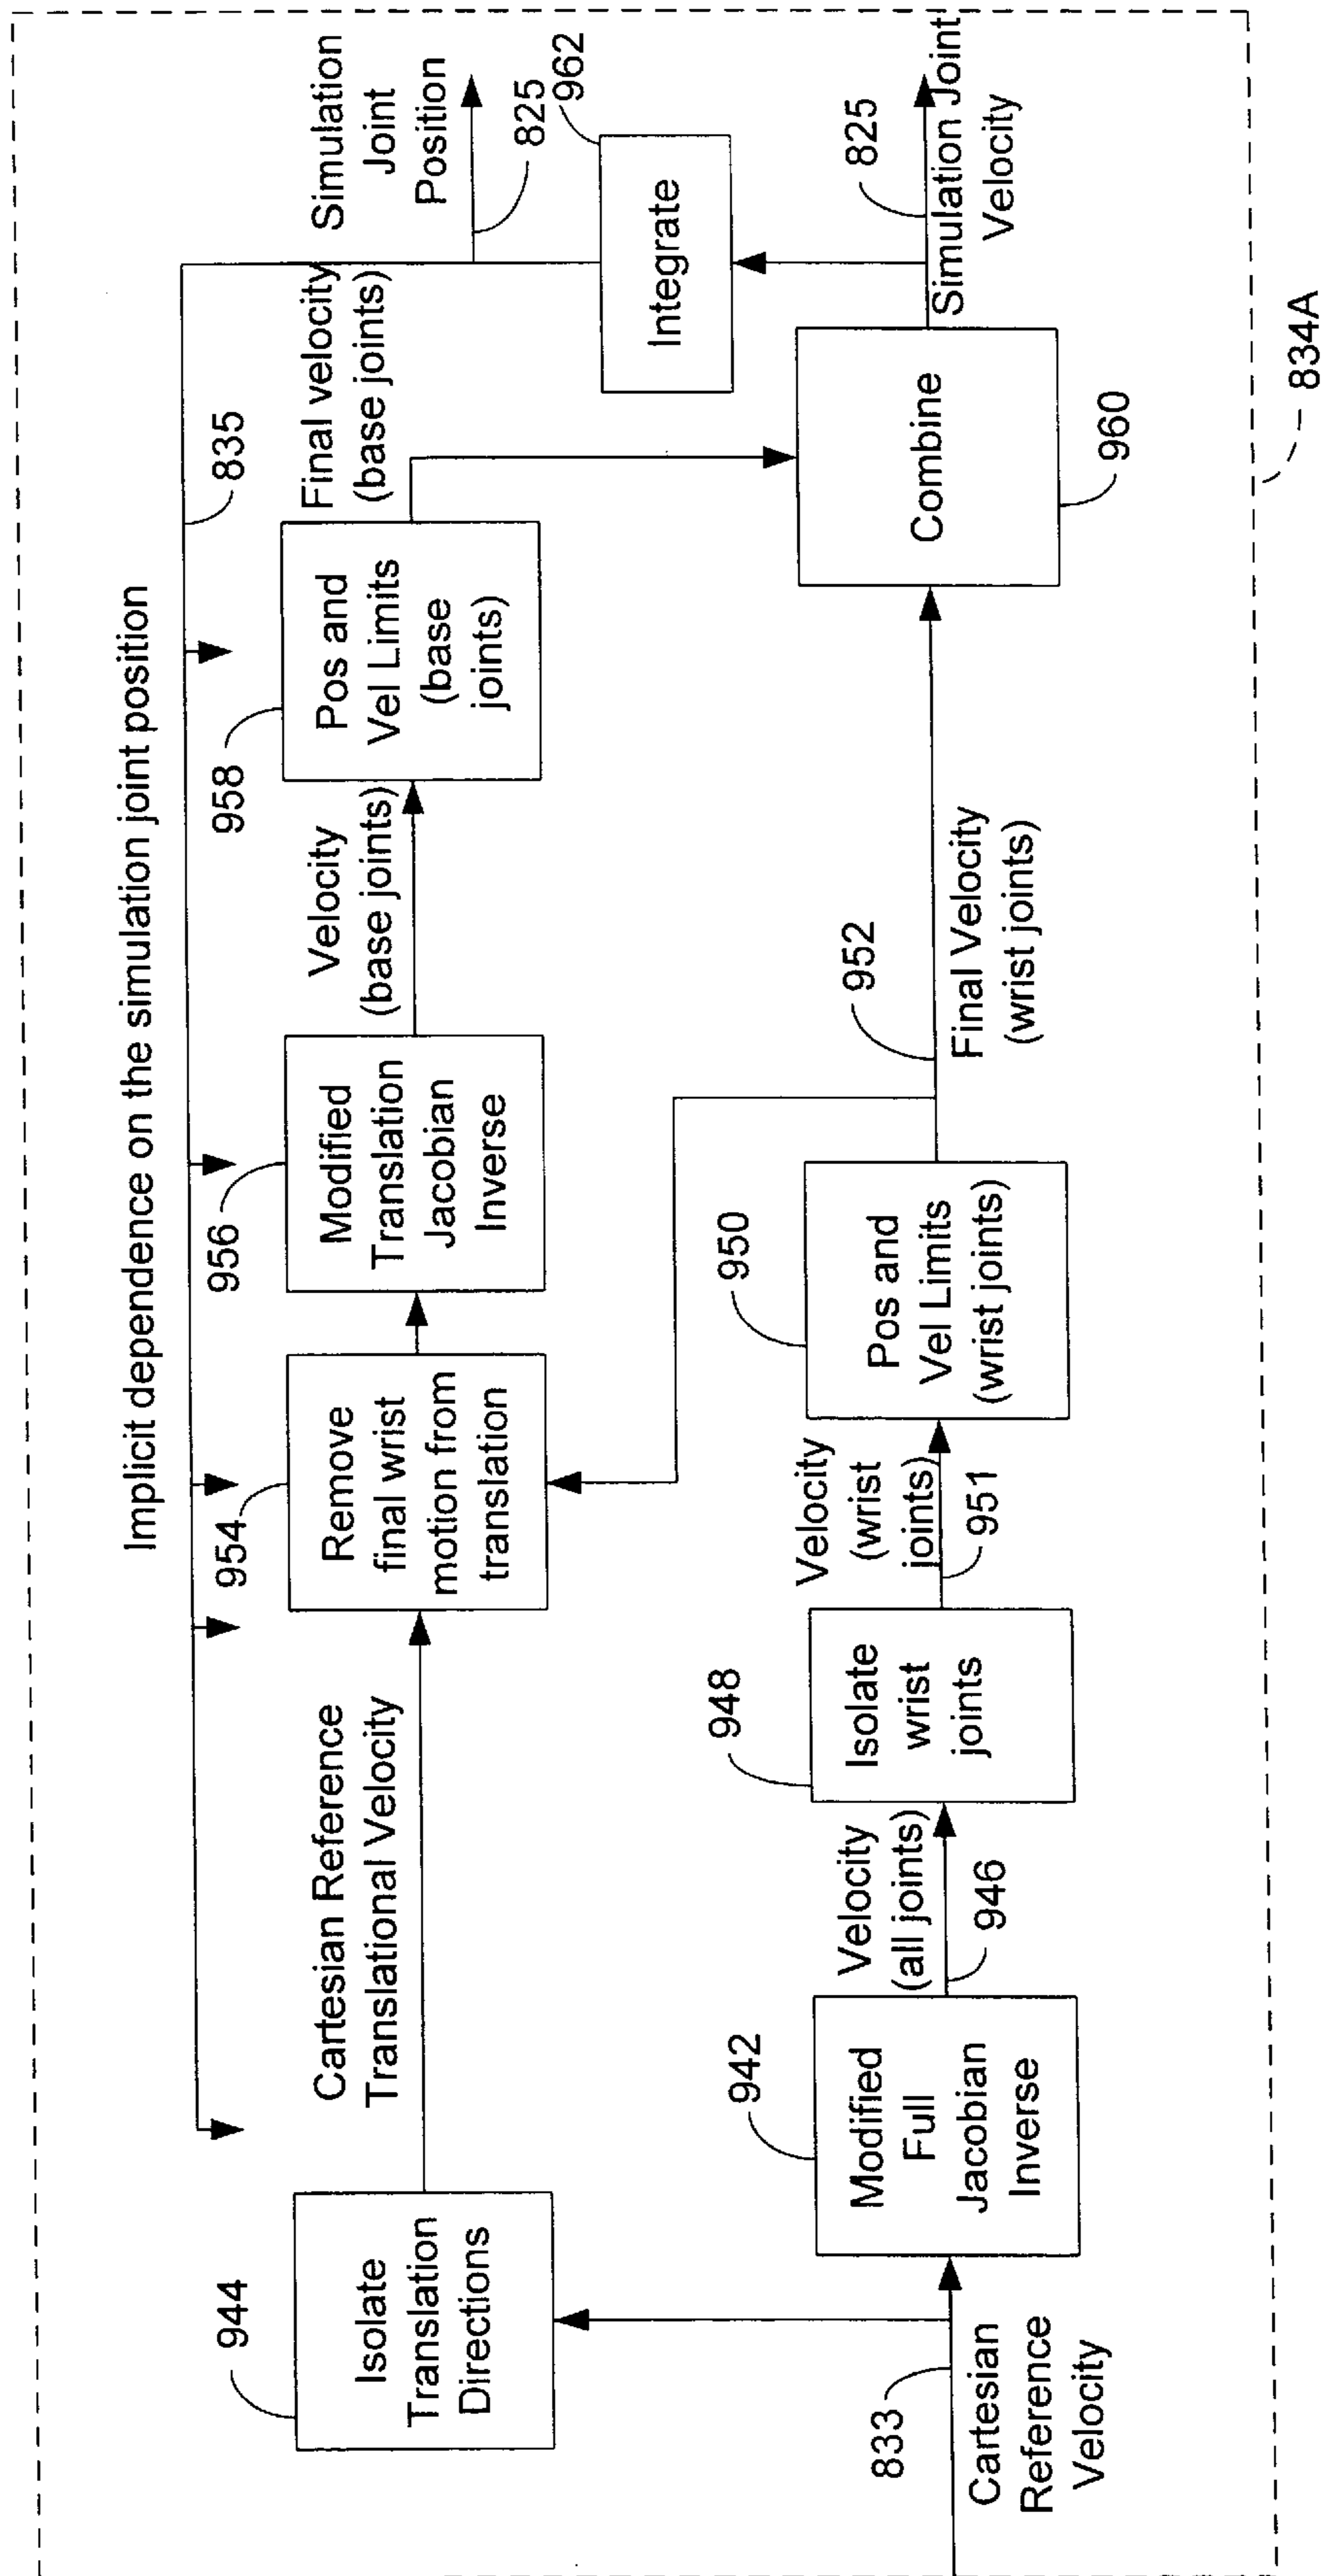 Implicit dependence on the simulation joint position
835
Simulation
Joint
Position
825
962
Integrate
825
Simulation Joint
Velocity
944
Isolate
Translation
Directions
Cartesian Reference
Translational Velocity
954
Remove
final wrist
motion from
translation
956
Modified
Translation
Jacobian
Inverse
Velocity
(base joints)
958
Pos and
Vel Limits
(base
joints)
Final velocity
(base joints)
833
Cartesian
Reference
Velocity
942
Modified
Full
Jacobian
Inverse
Velocity
(all joints)
946
948
Isolate
wrist
joints
Velocity
(wrist
joints)
951
950
Pos and
Vel Limits
(wrist joints)
952
Final Velocity
(wrist joints)
Combine
960
834A